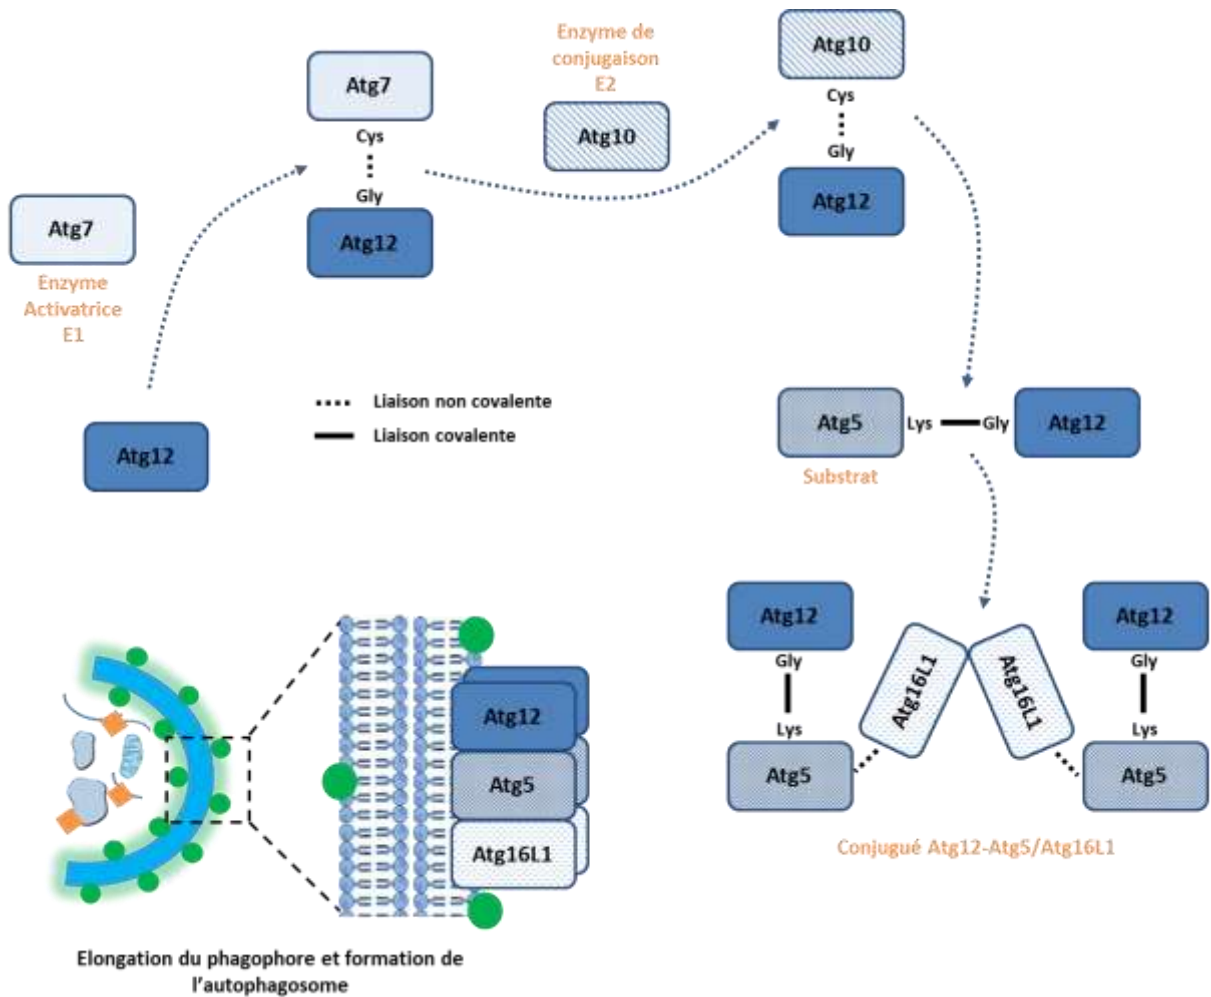 Atg7
Enzyme
Activatrice
E1
Atg12
Atg7
Cys
Gly
Atg12
Enzyme de
conjugaison
E2
Atg10
Atg10
Cys
Gly
Atg12
Liaison non covalente
Liaison covalente
Atg5 Lys Gly Atg12
Substrat
Atg12
Gly
Lys
Atg5
Atg16L1
Atg16L1
Atg12
Gly
Lys
Atg5
Conjugué Atg12-Atg5/Atg16L1
Atg12
Atg5
Atg16L1
Elongation du phagophore et formation de
l’autophagosome